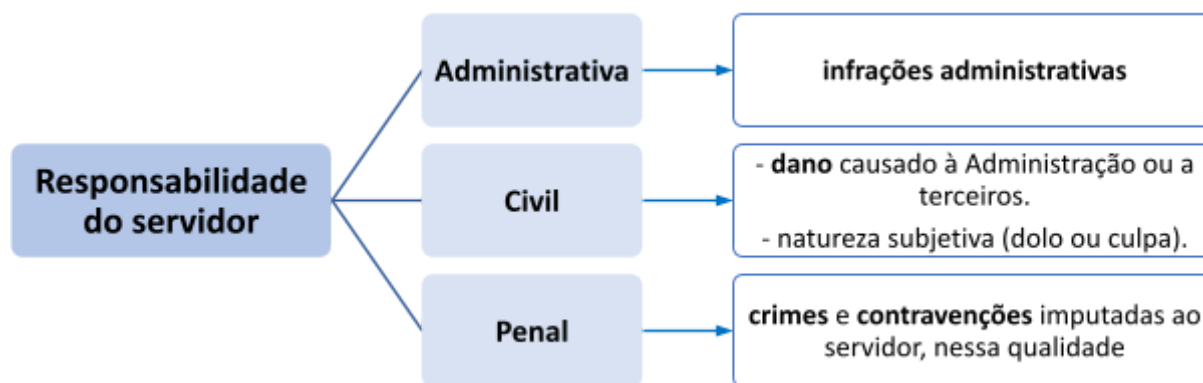 Responsabilidade
do servidor
Administrativa
infrações administrativas
Civil
- dano causado à Administração ou a
terceiros.
- natureza subjetiva (dolo ou culpa).
Penal
crimes e contravenções imputadas ao
servidor, nessa qualidade